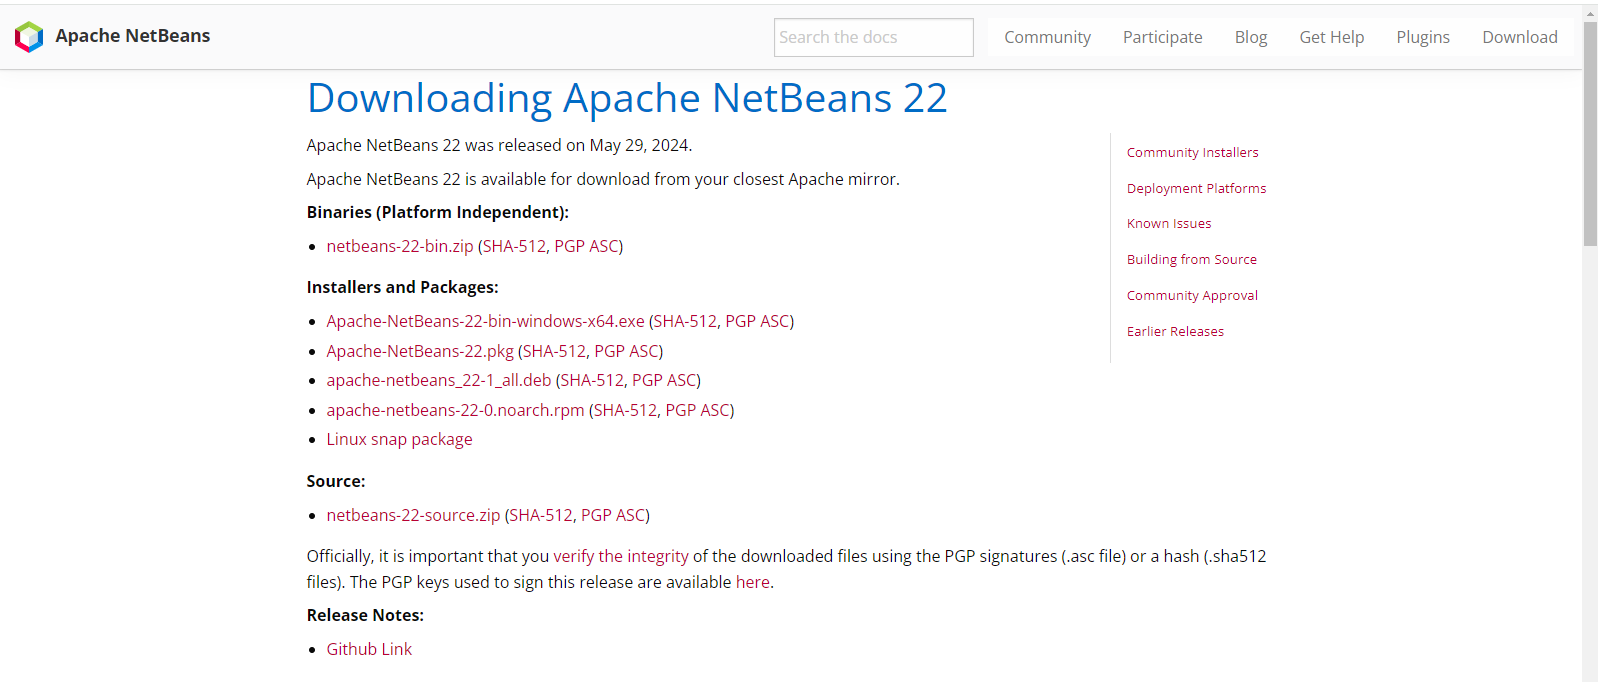 Apache NetBeans
Search the docs
Community
Participate
Blog
Get Help
Plugins
Download
Downloading Apache NetBeans 22
Apache NetBeans 22 was released on May 29, 2024.
Apache NetBeans 22 is available for download from your closest Apache mirror.
Binaries (Platform Independent):
netbeans-22-bin.zip (SHA-512, PGP ASC)
Installers and Packages:
Apache-NetBeans-22-bin-windows-x64.exe (SHA-512, PGP ASC)
Apache-NetBeans-22.pkg (SHA-512, PGP ASC)
apache-netbeans_22-1_all.deb (SHA-512, PGP ASC)
apache-netbeans-22-0.noarch.rpm (SHA-512, PGP ASC)
Linux snap package
Source:
netbeans-22-source.zip (SHA-512, PGP ASC)
Officially, it is important that you verify the integrity of the downloaded files using the PGP signatures (.asc file) or a hash (.sha512
files). The PGP keys used to sign this release are available here.
Release Notes:
Github Link
Community Installers
Deployment Platforms
Known Issues
Building from Source
Community Approval
Earlier Releases